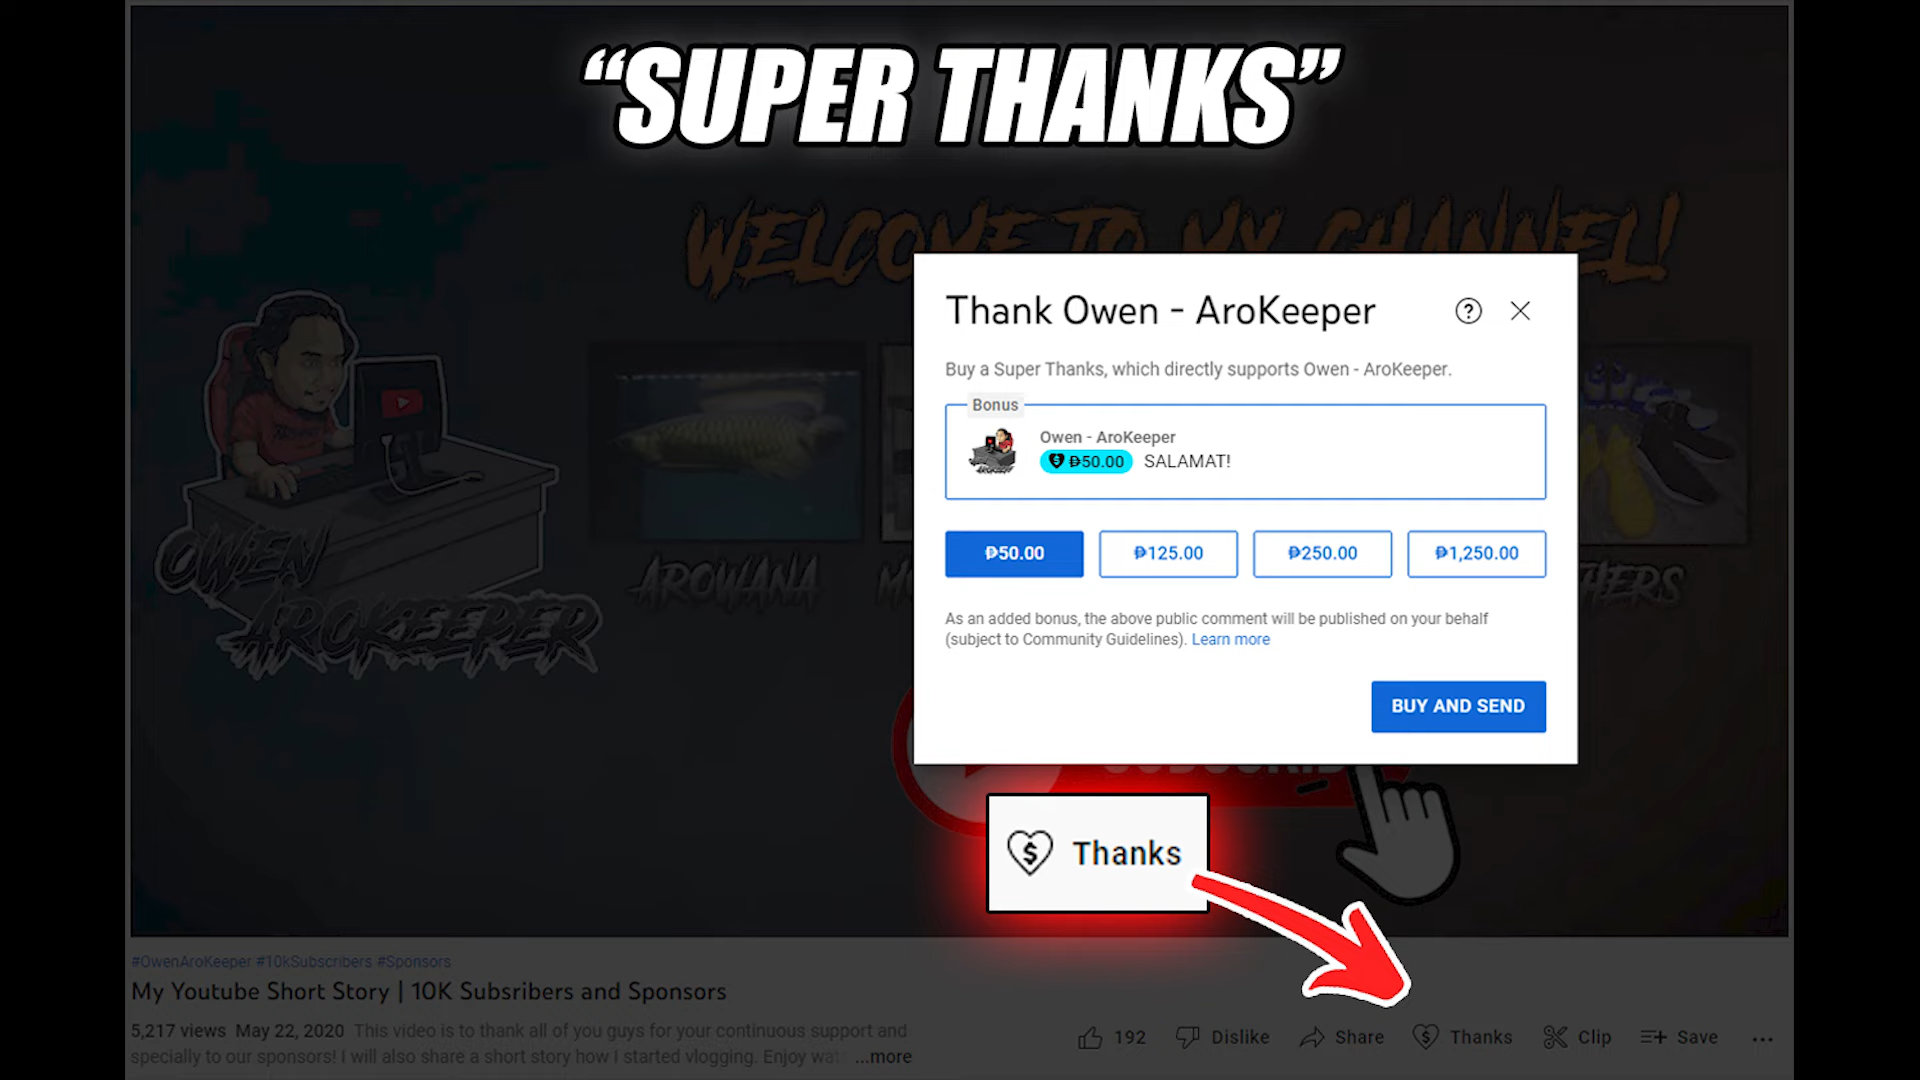 “SUPER THANKS”
WELCOME TO MY CHANNEL!
Thank Owen - AroKeeper
Buy a Super Thanks, which directly supports Owen - AroKeeper.
Bonus
Owen - AroKeeper
₱50.00 SALAMAT!
₱50.00 ₱125.00 ₱250.00 ₱1,250.00
As an added bonus, the above public comment will be published on your behalf
(subject to Community Guidelines). Learn more
BUY AND SEND
OWEN
AROKEEPER
AROWANA
Thanks
#OwenAroKeeper #10kSubscribers #Sponsors
My Youtube Short Story | 10K Subsribers and Sponsors
5,217 views May 22, 2020 This video is to thank all of you guys for your continuous support and
specially to our sponsors! I will also share a short story how I started vlogging. Enjoy ...more
192 Dislike Share Thanks Clip Save